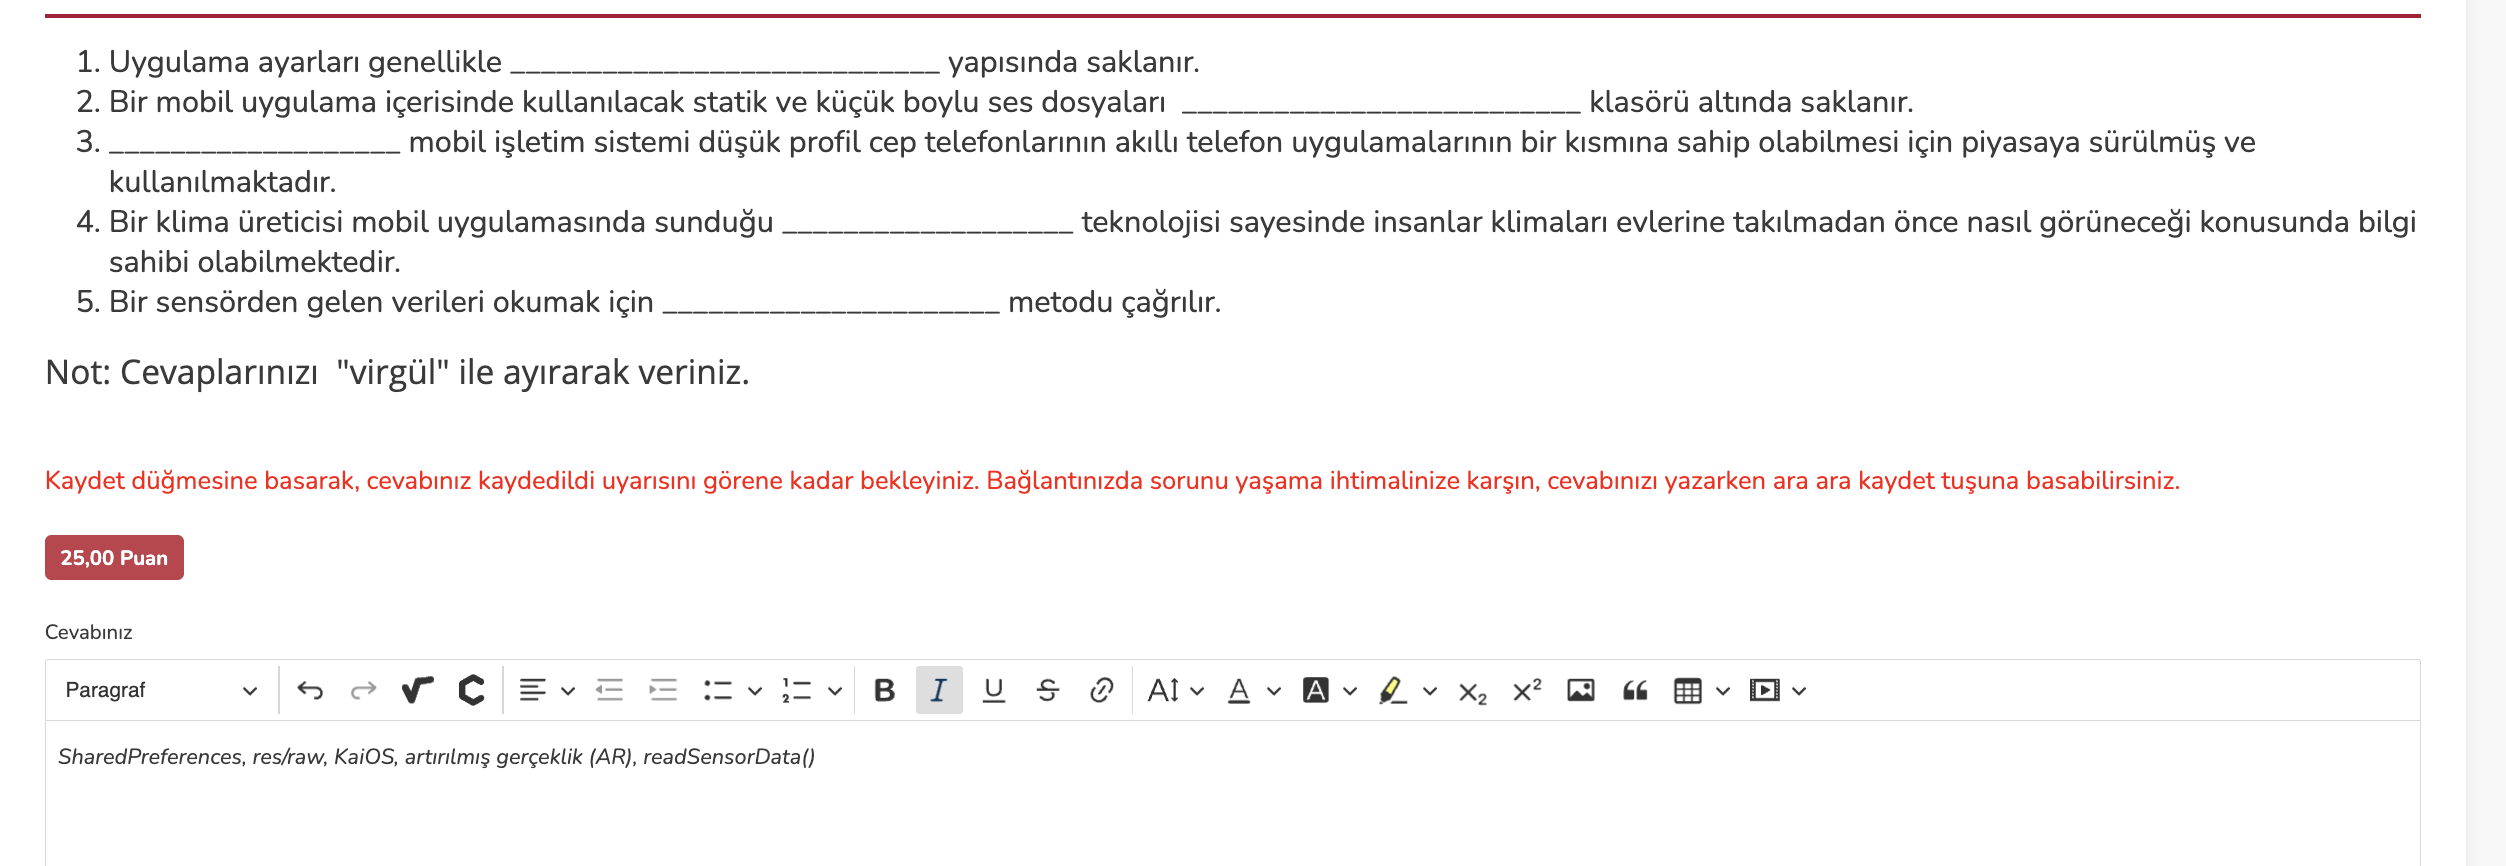 1. Uygulama ayarları genellikle ____________________________ yapısında saklanır.
2. Bir mobil uygulama içerisinde kullanılacak statik ve küçük boylu ses dosyaları __________________________ klasörü altında saklanır.
3. ___________________ mobil işletim sistemi düşük profil cep telefonlarının akıllı telefon uygulamalarının bir kısmına sahip olabilmesi için piyasaya sürülmüş ve
kullanılmaktadır.
4. Bir klima üreticisi mobil uygulamasında sunduğu ___________________ teknolojisi sayesinde insanlar klimaları evlerine takılmadan önce nasıl görüneceği konusunda bilgi
sahibi olabilmektedir.
5. Bir sensörden gelen verileri okumak için ______________________ metodu çağrılır.
Not: Cevaplarınızı "virgül" ile ayırarak veriniz.
Kaydet düğmesine basarak, cevabınız kaydedildi uyarısını görene kadar bekleyiniz. Bağlantınızda sorunu yaşama ihtimalinize karşın, cevabınızı yazarken ara ara kaydet tuşuna basabilirsiniz.
25,00 Puan
Cevabınız
Paragraf
SharedPreferences, res/raw, KaiOS, artırılmış gerçeklik (AR), readSensorData()